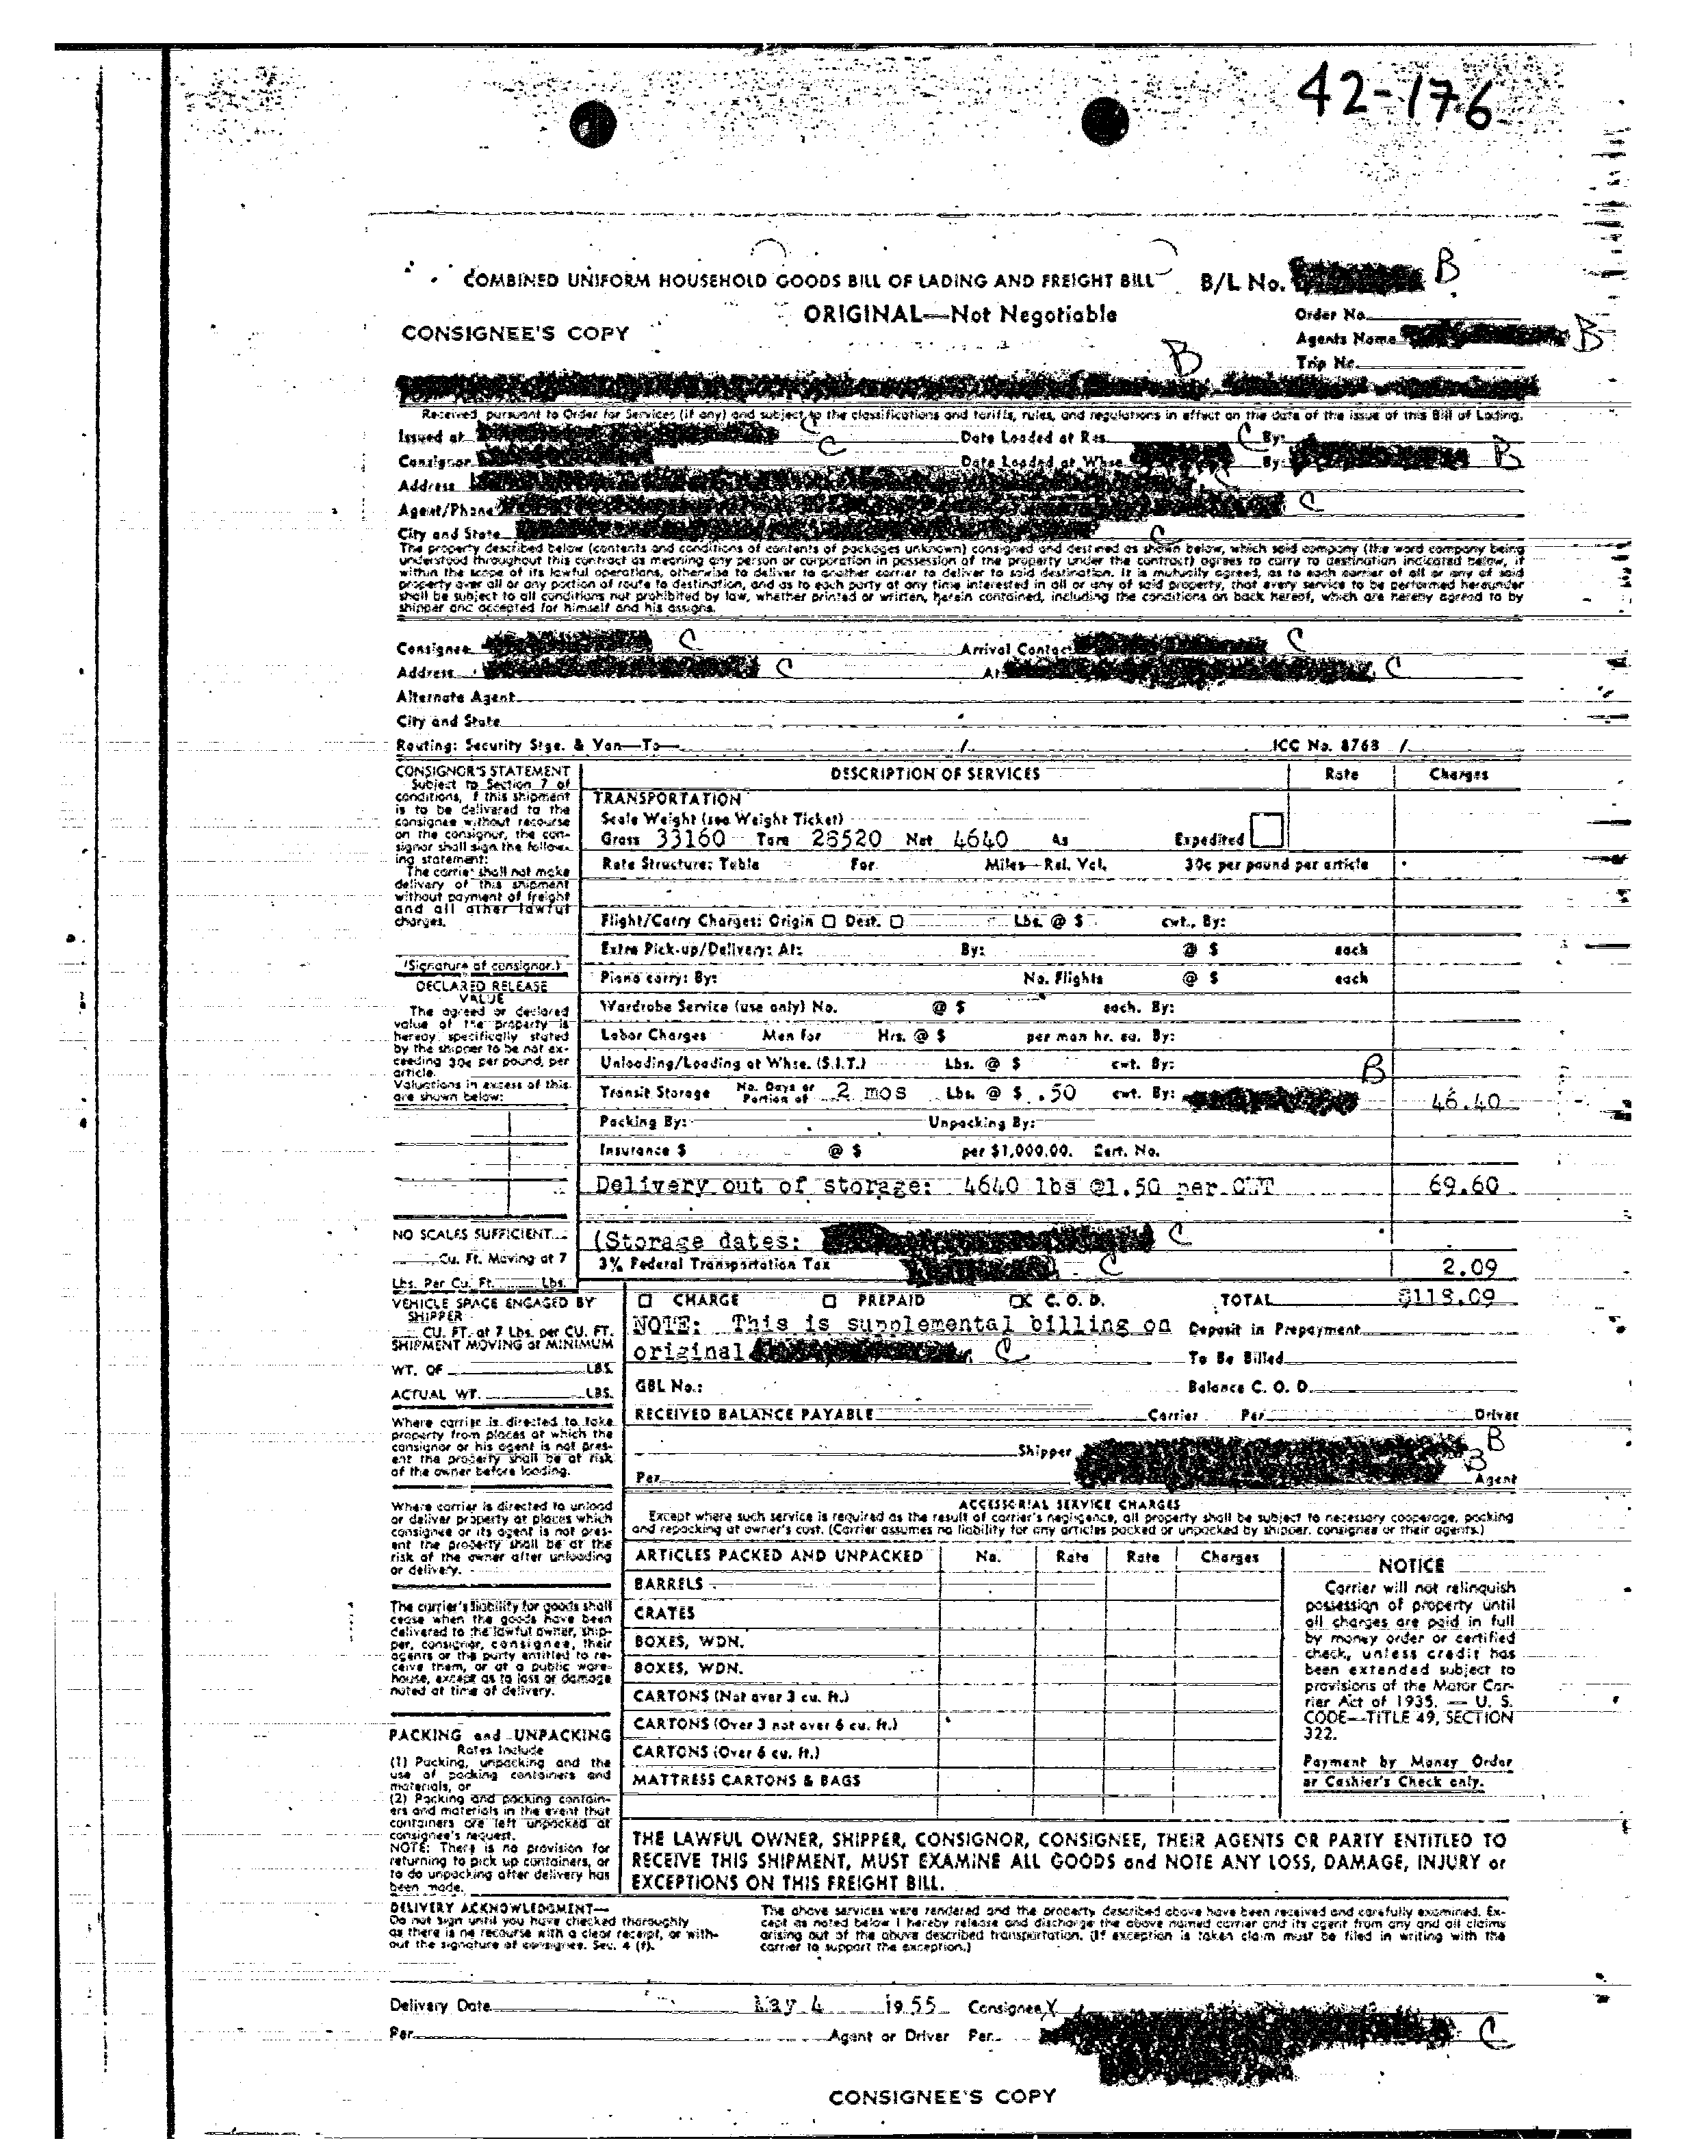 42-176
COMBINED UNIFORM HOUSEHOLD GOODS BILL OF LADING AND FREIGHT BILL
B/L No. B
ORIGINAL—Not Negotiable
Order No.
CONSIGNEE'S COPY
Agents Name B
Trip No.
B
Received, pursuant to Order for Services (if any) and subject to the classifications and tariffs, rules, and regulations in effect on the date of the issue of this Bill of Lading.
Issued at C Date Loaded at Res. C By:
Consignor C Date Loaded at Whse. By: B
Address C
Agent/Phone C
City and State C
The property described below (contents and conditions of contents of packages unknown) consigned and destined as shown below, which said company (the word company being
understood throughout this contract as meaning any person or corporation in possession of the property under the contract) agrees to carry to destination indicated below, if
within the scope of its lawful operations, otherwise to deliver to another carrier to deliver to said destination. It is mutually agreed, as to each carrier of all or any of said
property over all or any portion of route to destination, and as to each party at any time interested in all or any of said property, that every service to be performed hereunder
shall be subject to all conditions not prohibited by law, whether printed or written, herein contained, including the conditions on back hereof, which are hereby agreed to by
shipper and accepted for himself and his assigns.
Consignee C Arrival Contact C
Address C At C
Alternate Agent
City and State
Routing: Security Stge. & Van—To— / ICC No. 8768 /
CONSIGNOR'S STATEMENT
Subject to Section 7 of
conditions, if this shipment
is to be delivered to the
consignee without recourse
on the consignor, the con-
signor shall sign the follow-
ing statement:
The carrier shall not make
delivery of this shipment
without payment of freight
and all other lawful
charges.
(Signature of consignor.)
DECLARED RELEASE
VALUE
The agreed or declared
value of the property is
hereby specifically stated
by the shipper to be not ex-
ceeding 30c per pound, per
article.
Valuations in excess of this
are shown below:
NO SCALES SUFFICIENT
Cu. Ft. Moving at 7
Lbs. Per Cu. Ft. Lbs.
DESCRIPTION OF SERVICES Rate Charges
TRANSPORTATION
Scale Weight (see Weight Ticket)
Gross 33160 Tare 28520 Net 4640 As Expedited
Rate Structure: Table For Miles—Rel. Val. 30c per pound per article
Flight/Carry Charges: Origin Dest. Lbs. @ $ cwt., By:
Extra Pick-up/Delivery: At: By: @ $ each
Piano carry: By: No. Flights @ $ each
Wardrobe Service (use only) No. @ $ each. By:
Labor Charges Men for Hrs. @ $ per man hr. ea. By:
Unloading/Loading at Whse. (S.I.T.) Lbs. @ $ cwt. By: B
Transit Storage No. Days or Portion of 2 mos Lbs. @ $ .50 cwt. By: 46.40
Packing By: Unpacking By:
Insurance $ @ $ per $1,000.00. Cert. No.
Delivery out of storage: 4640 lbs @1.50 per CWT 69.60
(Storage dates: C
3% Federal Transportation Tax C 2.09
VEHICLE SPACE ENGAGED BY
SHIPPER
CU. FT. at 7 Lbs. per CU. FT.
SHIPMENT MOVING at MINIMUM
WT. OF LBS.
ACTUAL WT. LBS.
Where carrier is directed to take
property from places at which the
consignor or his agent is not pres-
ent the property shall be at risk
of the owner before loading.
Where carrier is directed to unload
or deliver property at places which
consignee or its agent is not pres-
ent the property shall be at the
risk of the owner after unloading
or delivery.
The carrier's liability for goods shall
cease when the goods have been
delivered to the lawful owner, ship-
per, consignor, consignee, their
agents or the party entitled to re-
ceive them, or at a public ware-
house, except as to loss or damage
noted at time of delivery.
PACKING and UNPACKING
Rates Include
(1) Packing, unpacking and the
use of packing containers and
materials, or
(2) Packing and packing contain-
ers and materials in the event that
containers are left unpacked at
consignee's request.
NOTE: There is no provision for
returning to pick up containers, or
to do unpacking after delivery has
been made.
CHARGE PREPAID X C. O. D. TOTAL $118.09
NOTE: This is supplemental billing on Deposit in Prepayment
original C To Be Billed
GBL No.: Balance C. O. D.
RECEIVED BALANCE PAYABLE Carrier Per Driver
Shipper B
Per B Agent
ACCESSORIAL SERVICE CHARGES
Except where such service is required as the result of carrier's negligence, all property shall be subject to necessary cooperage, packing
and repacking at owner's cost. (Carrier assumes no liability for any articles packed or unpacked by shipper, consignee or their agents.)
ARTICLES PACKED AND UNPACKED No. Rate Rate Charges
BARRELS
CRATES
BOXES, WDN.
BOXES, WDN.
CARTONS (Not over 3 cu. ft.)
CARTONS (Over 3 not over 6 cu. ft.)
CARTONS (Over 6 cu. ft.)
MATTRESS CARTONS & BAGS
NOTICE
Carrier will not relinquish
possession of property until
all charges are paid in full
by money order or certified
check, unless credit has
been extended subject to
provisions of the Motor Car-
rier Act of 1935. — U. S.
CODE—TITLE 49, SECTION
322.
Payment by Money Order
or Cashier's Check only.
THE LAWFUL OWNER, SHIPPER, CONSIGNOR, CONSIGNEE, THEIR AGENTS OR PARTY ENTITLED TO
RECEIVE THIS SHIPMENT, MUST EXAMINE ALL GOODS and NOTE ANY LOSS, DAMAGE, INJURY or
EXCEPTIONS ON THIS FREIGHT BILL.
DELIVERY ACKNOWLEDGMENT—
Do not sign until you have checked thoroughly
as there is no recourse with a clear receipt, or with-
out the signature of consignee. Sec. 4 (f).
The above services were rendered and the property described above have been received and carefully examined. Ex-
cept as noted below I hereby release and discharge the above named carrier and its agent from any and all claims
arising out of the above described transportation. (If exception is taken claim must be filed in writing with the
carrier to support the exception.)
Delivery Date May 4 1955 Consignee X
Per Agent or Driver Per C
CONSIGNEE'S COPY